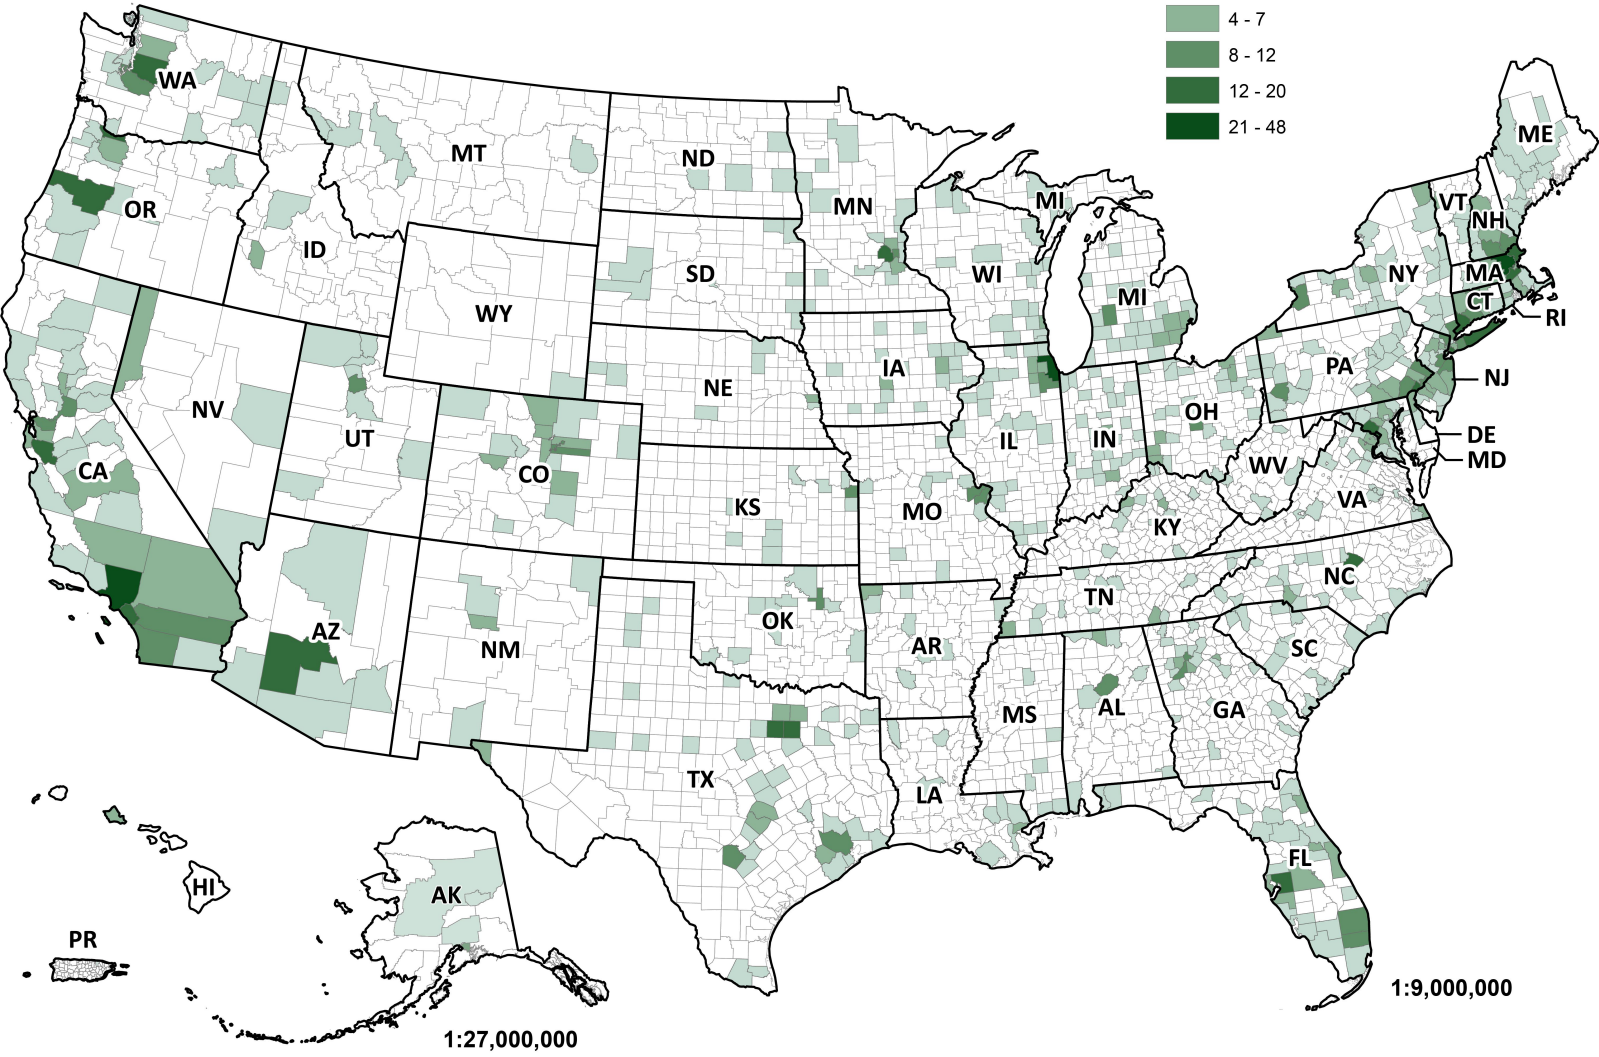 4 - 7
8 - 12
12 - 20
21 - 48
WA
MT
ND
MN
MI
ME
VT
NH
OR
ID
WY
SD
WI
MI
NY
MA
CT
RI
NV
UT
NE
IA
PA
NJ
CA
CO
KS
MO
IL
IN
OH
WV
VA
DE
MD
KY
AZ
NM
OK
AR
TN
NC
SC
TX
LA
MS
AL
GA
FL
HI
AK
PR
1:9,000,000
1:27,000,000